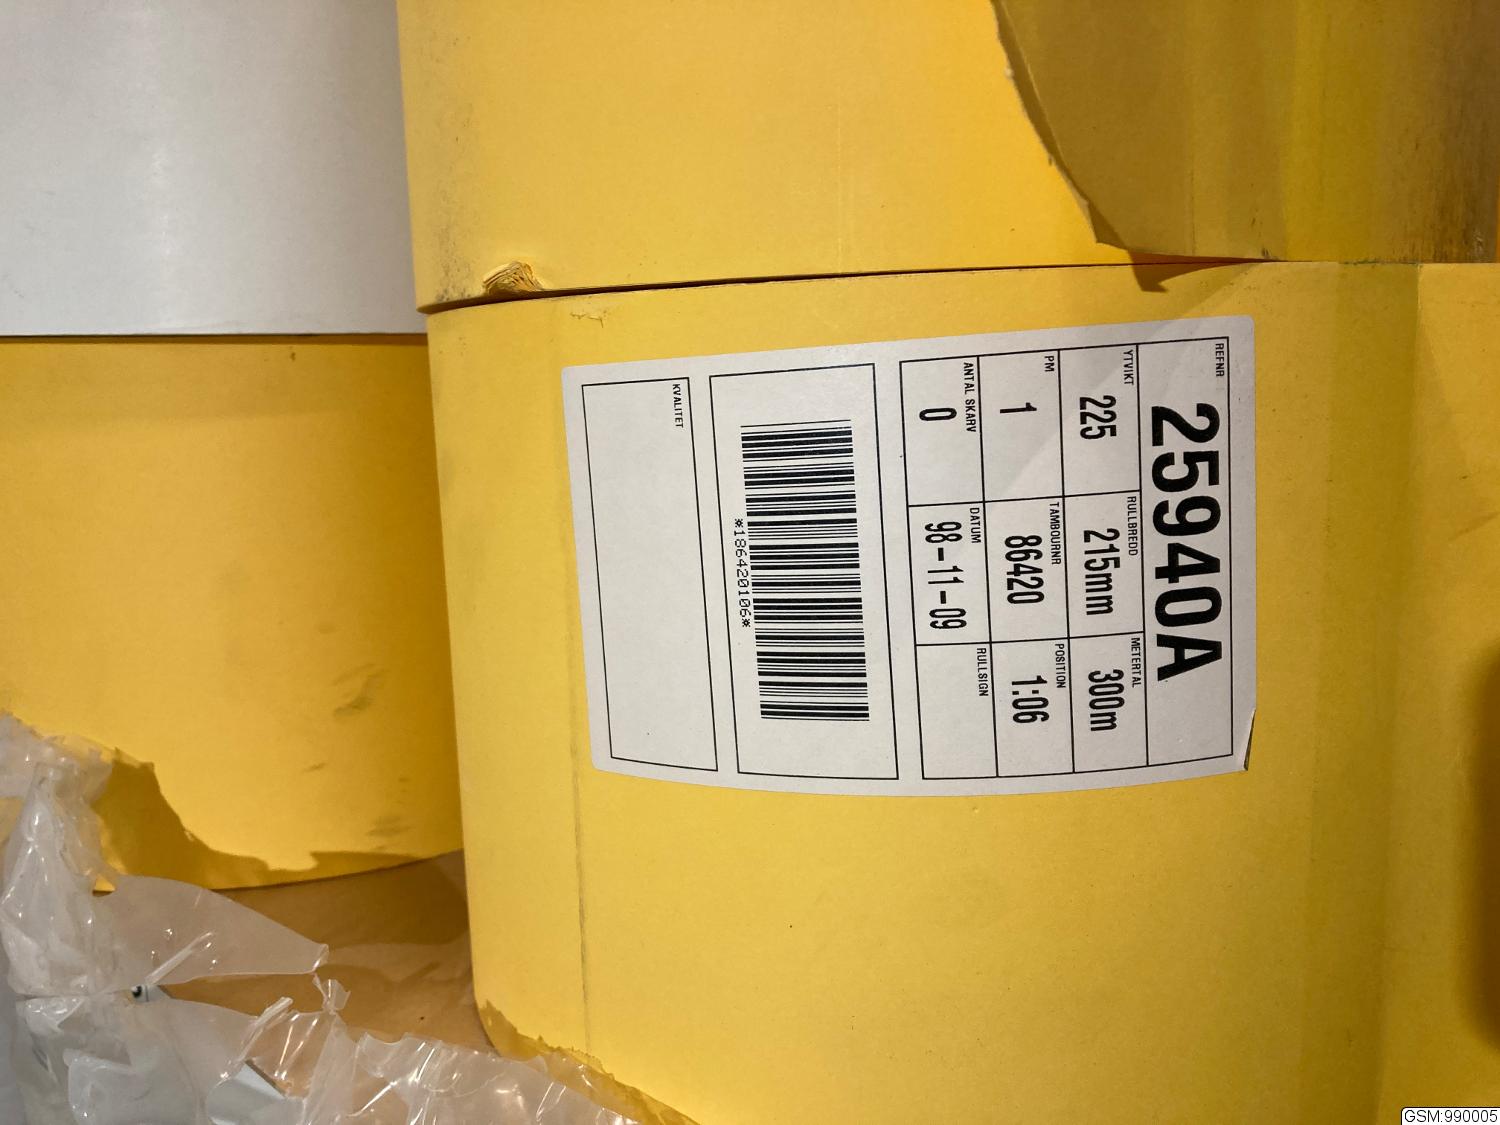 REFNR
25940A
YTVIKT
225
RULLBREDD
215mm
METERTAL
300m
PM
1
TAMBOURNR
86420
POSITION
1:06
ANTAL SKARV
0
DATUM
98-11-09
RULLSIGN
*186420106*
KVALITET
GSM:990005